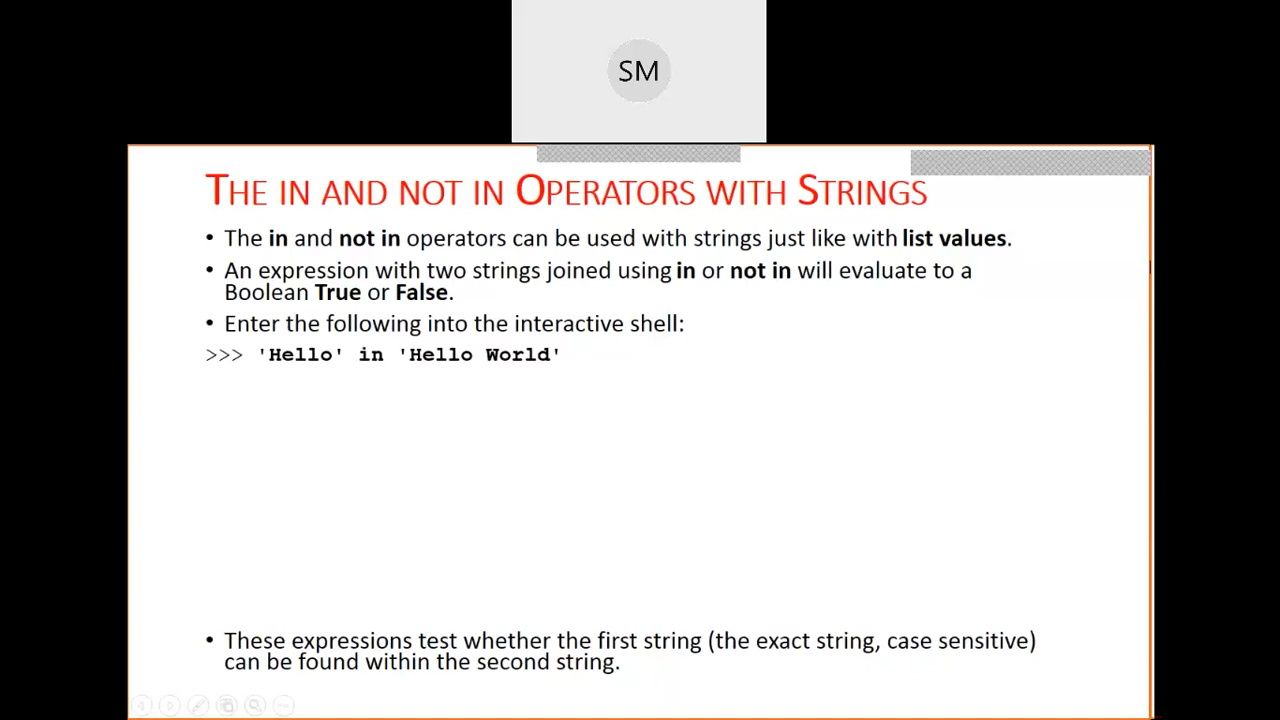 SM
THE IN AND NOT IN OPERATORS WITH STRINGS
• The in and not in operators can be used with strings just like with list values.
• An expression with two strings joined using in or not in will evaluate to a
Boolean True or False.
• Enter the following into the interactive shell:
>>> 'Hello' in 'Hello World'
• These expressions test whether the first string (the exact string, case sensitive)
can be found within the second string.